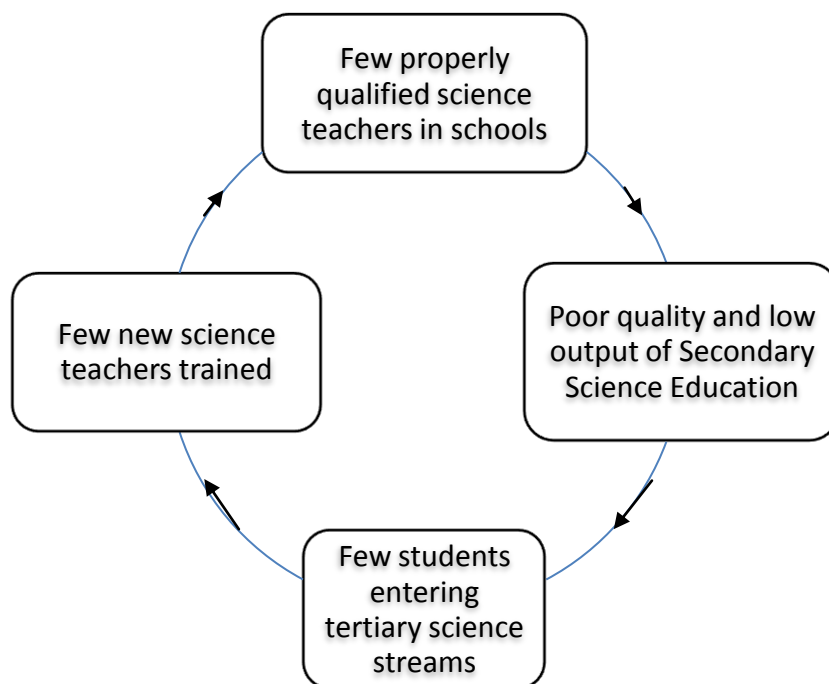 Few properly
qualified science
teachers in schools
Few new science
teachers trained
Poor quality and low
output of Secondary
Science Education
Few students
entering
tertiary science
streams